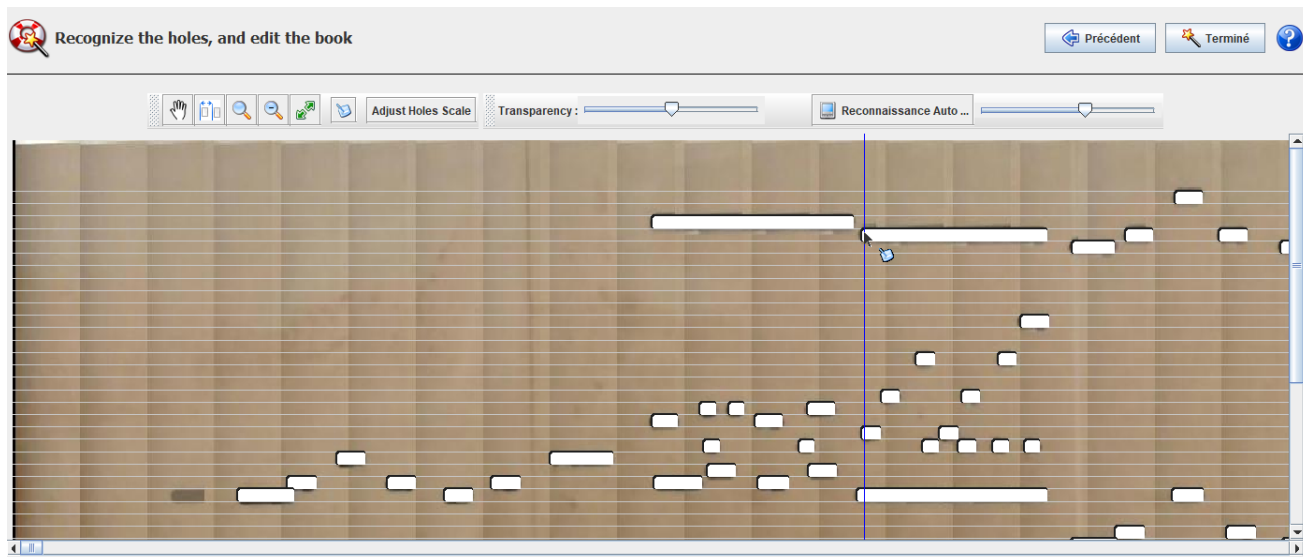 Recognize the holes, and edit the book
Précédent
Terminé
?
Adjust Holes Scale
Transparency :
Reconnaissance Auto ...